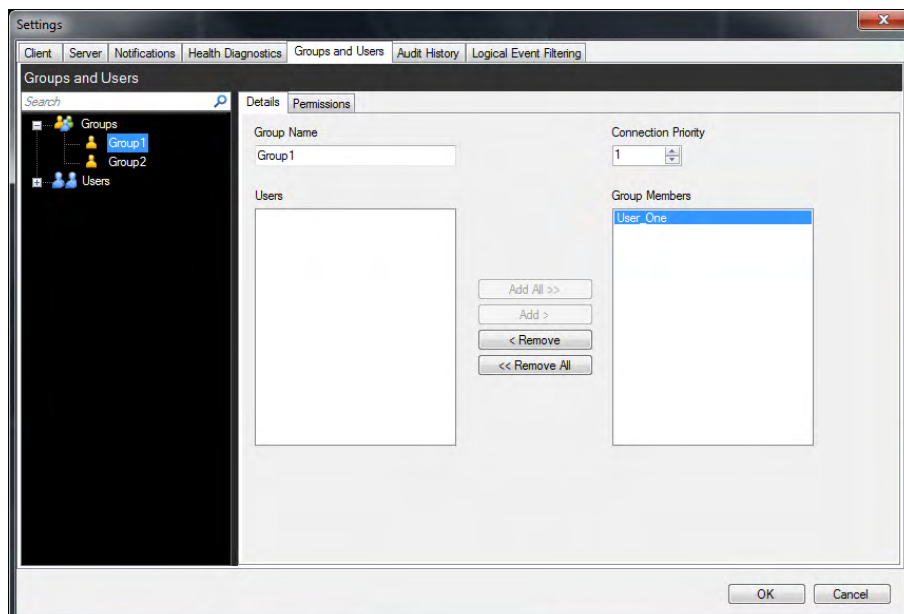 Settings
Client Server Notifications Health Diagnostics Groups and Users Audit History Logical Event Filtering
Groups and Users
Search
Groups
Group1
Group2
Users
Details Permissions
Group Name Connection Priority
Group1 1
Users Group Members
User_One
Add All >>
Add >
< Remove
<< Remove All
OK Cancel